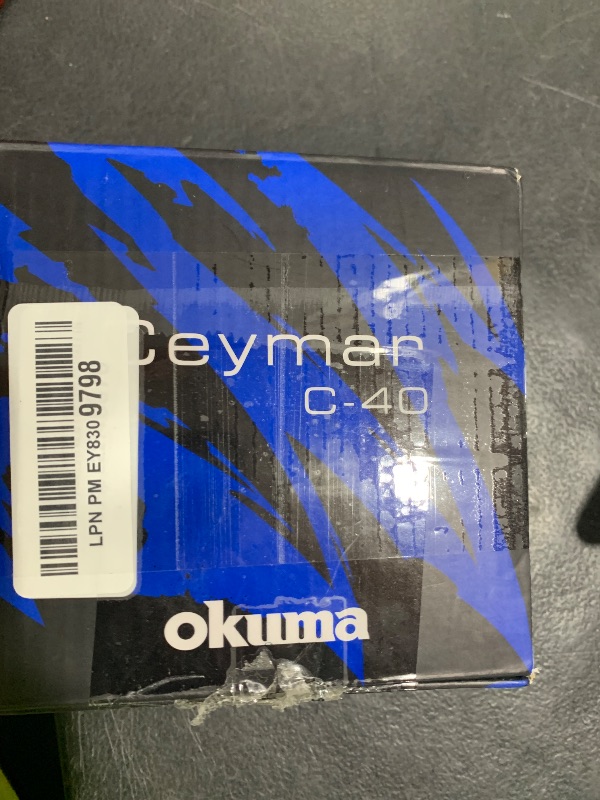 Ceymar
C-40
LPN PM EY830 9798
okuma